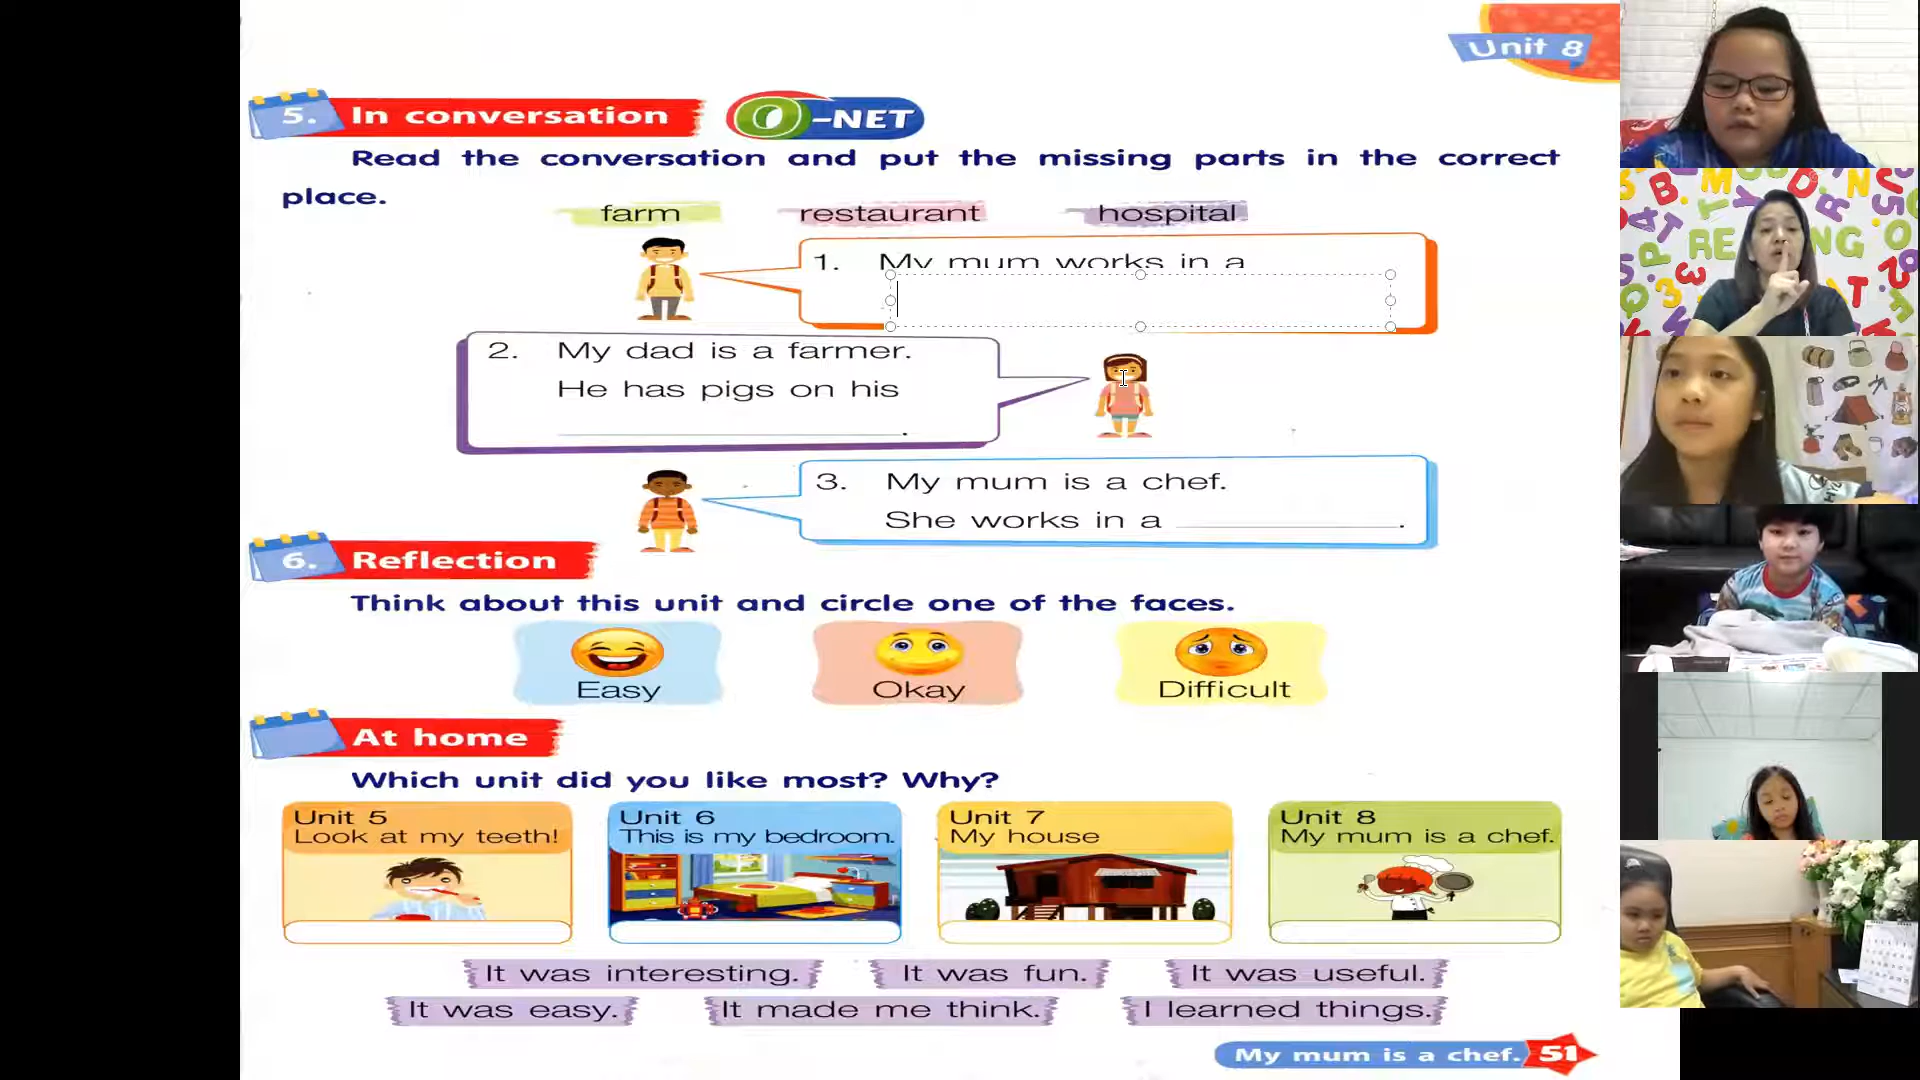 Unit 8
5. In conversation O-NET
Read the conversation and put the missing parts in the correct
place.
farm restaurant hospital
1. My mum works in a
2. My dad is a farmer.
He has pigs on his
.
3. My mum is a chef.
She works in a .
6. Reflection
Think about this unit and circle one of the faces.
Easy Okay Difficult
At home
Which unit did you like most? Why?
Unit 5
Look at my teeth!
Unit 6
This is my bedroom.
Unit 7
My house
Unit 8
My mum is a chef.
It was interesting. It was fun. It was useful.
It was easy. It made me think. I learned things.
My mum is a chef. 51